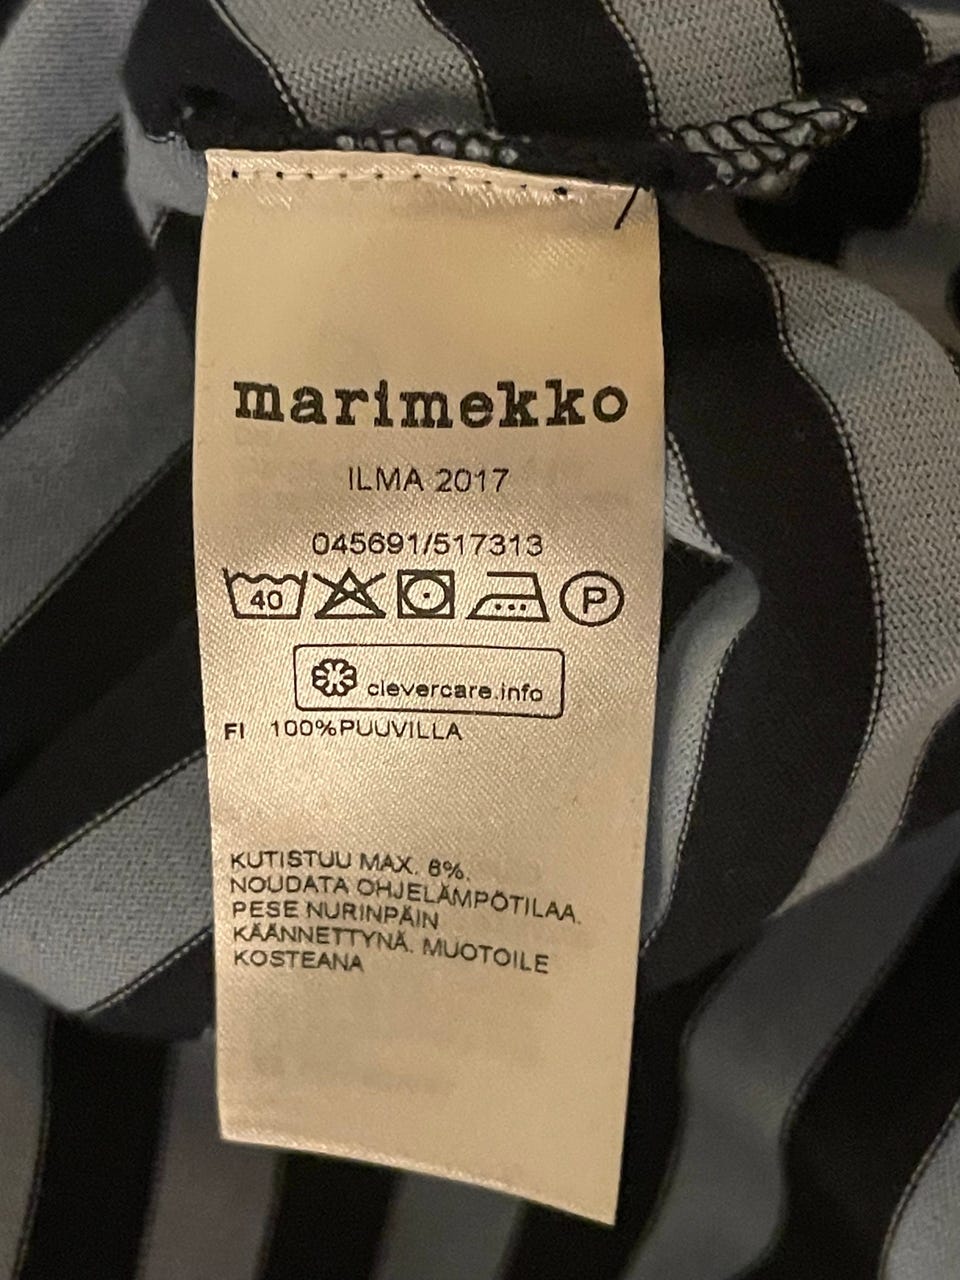 marimekko
ILMA 2017
045691/517313
40 P
clevercare.info
FI 100%PUUVILLA
KUTISTUU MAX. 6%.
NOUDATA OHJELÄMPÖTILAA.
PESE NURINPÄIN
KÄÄNNETTYNÄ. MUOTOILE
KOSTEANA